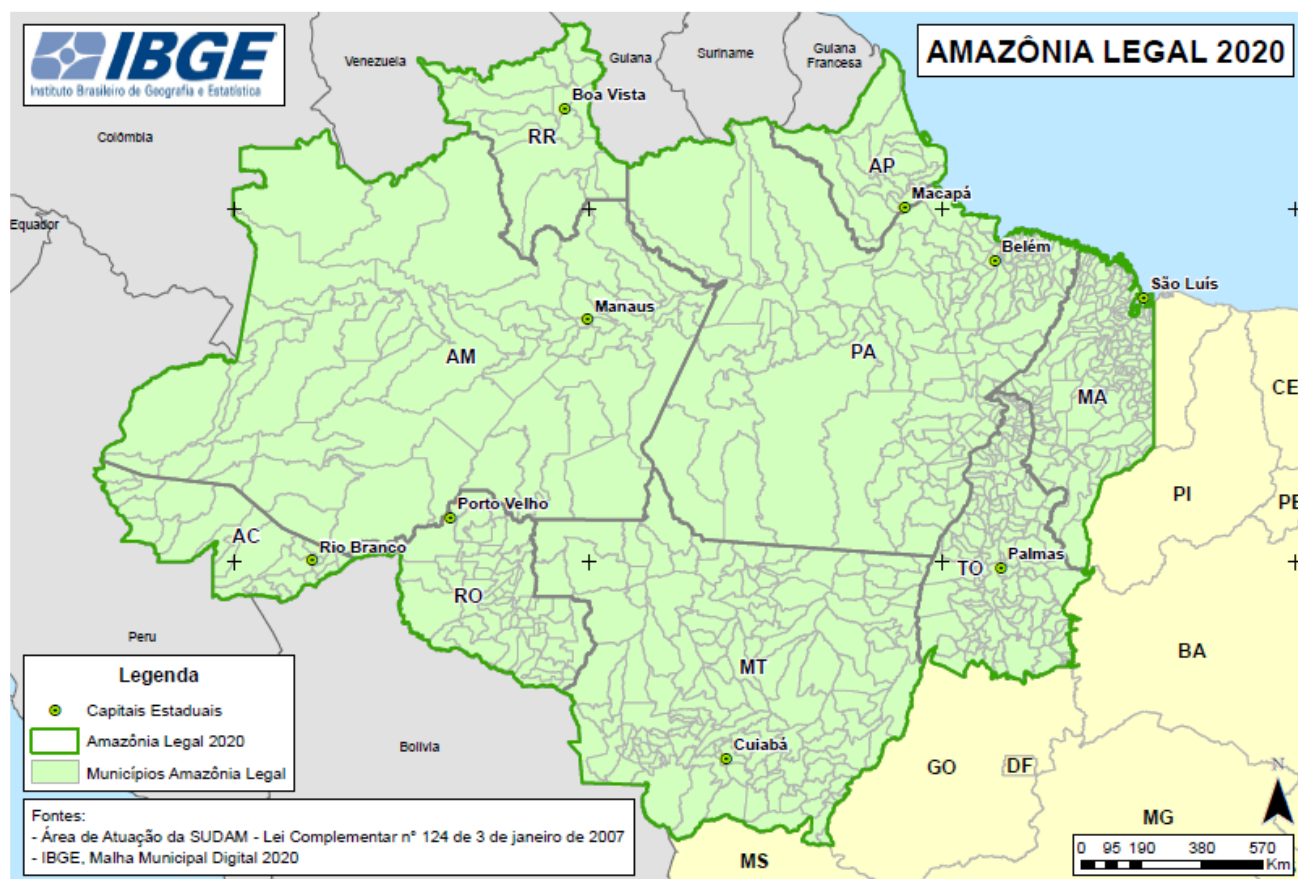 IBGE
Instituto Brasileiro de Geografia e Estatística
AMAZÔNIA LEGAL 2020
Venezuela
Guiana
Suriname
Guiana
Francesa
Colômbia
Boa Vista
RR
AP
Macapá
Equador
Belém
São Luís
Manaus
AM
PA
MA
CE
PI
PE
Porto Velho
AC
Rio Branco
RO
TO
Palmas
Peru
MT
BA
Bolívia
Cuiabá
GO
DF
MG
MS
Legenda
Capitais Estaduais
Amazônia Legal 2020
Municípios Amazônia Legal
Fontes:
- Área de Atuação da SUDAM - Lei Complementar n° 124 de 3 de janeiro de 2007
- IBGE, Malha Municipal Digital 2020
N
0 95 190 380 570
Km